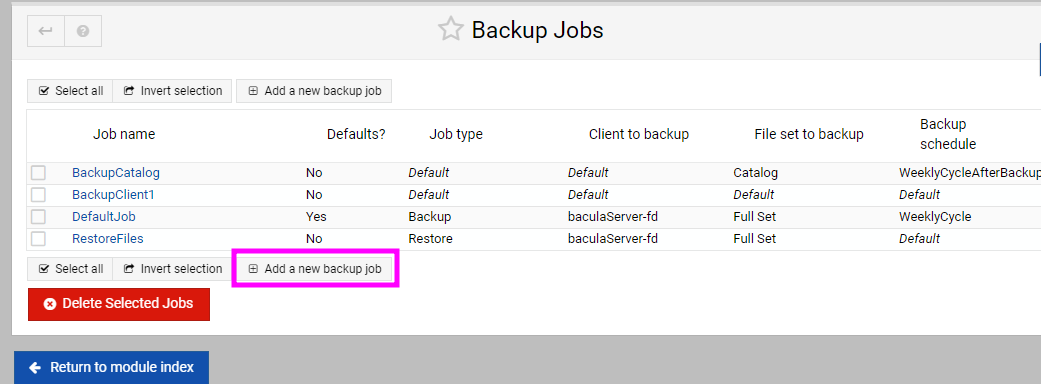 Backup Jobs
Select all Invert selection Add a new backup job
Job name Defaults? Job type Client to backup File set to backup Backup schedule
BackupCatalog No Default Default Catalog WeeklyCycleAfterBackup
BackupClient1 No Default Default Default Default
DefaultJob Yes Backup baculaServer-fd Full Set WeeklyCycle
RestoreFiles No Restore baculaServer-fd Full Set Default
Select all Invert selection Add a new backup job
Delete Selected Jobs
Return to module index